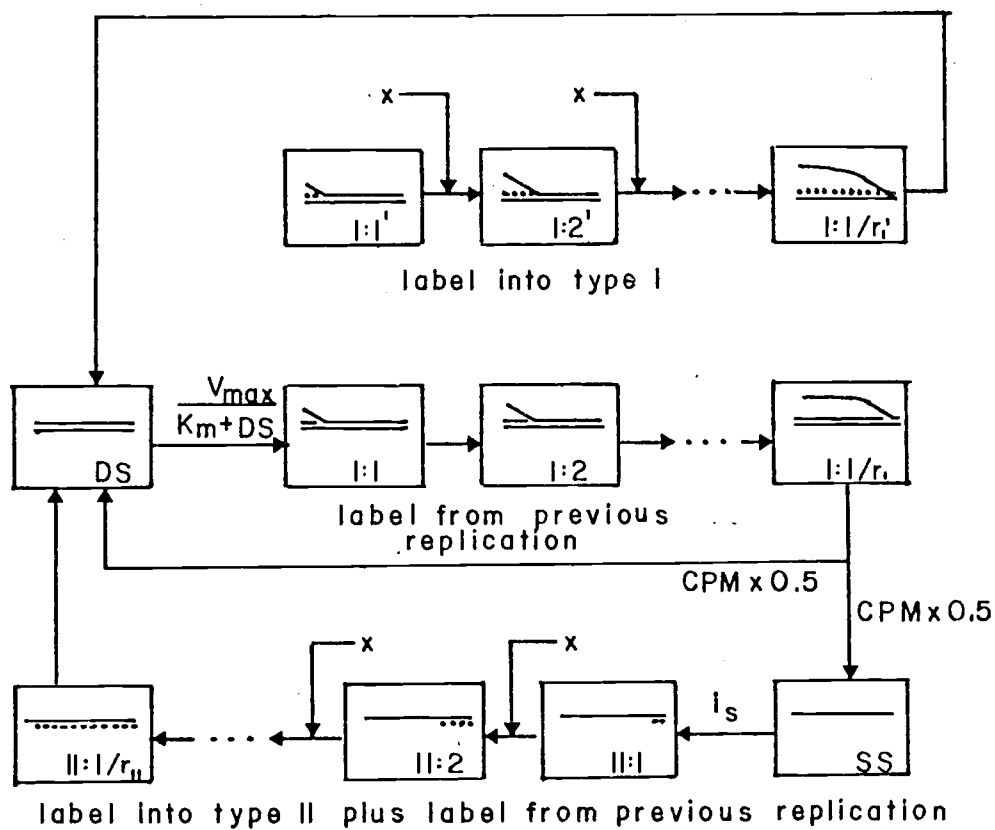 x x
I:1' I:2' I:1/r₁'
label into type I
Vmax
Km+DS
DS I:1 I:2 I:1/r₁
label from previous
replication
CPM x 0.5
CPM x 0.5
x x
is
II:1/r₁₁ II:2 II:1 SS
label into type II plus label from previous replication